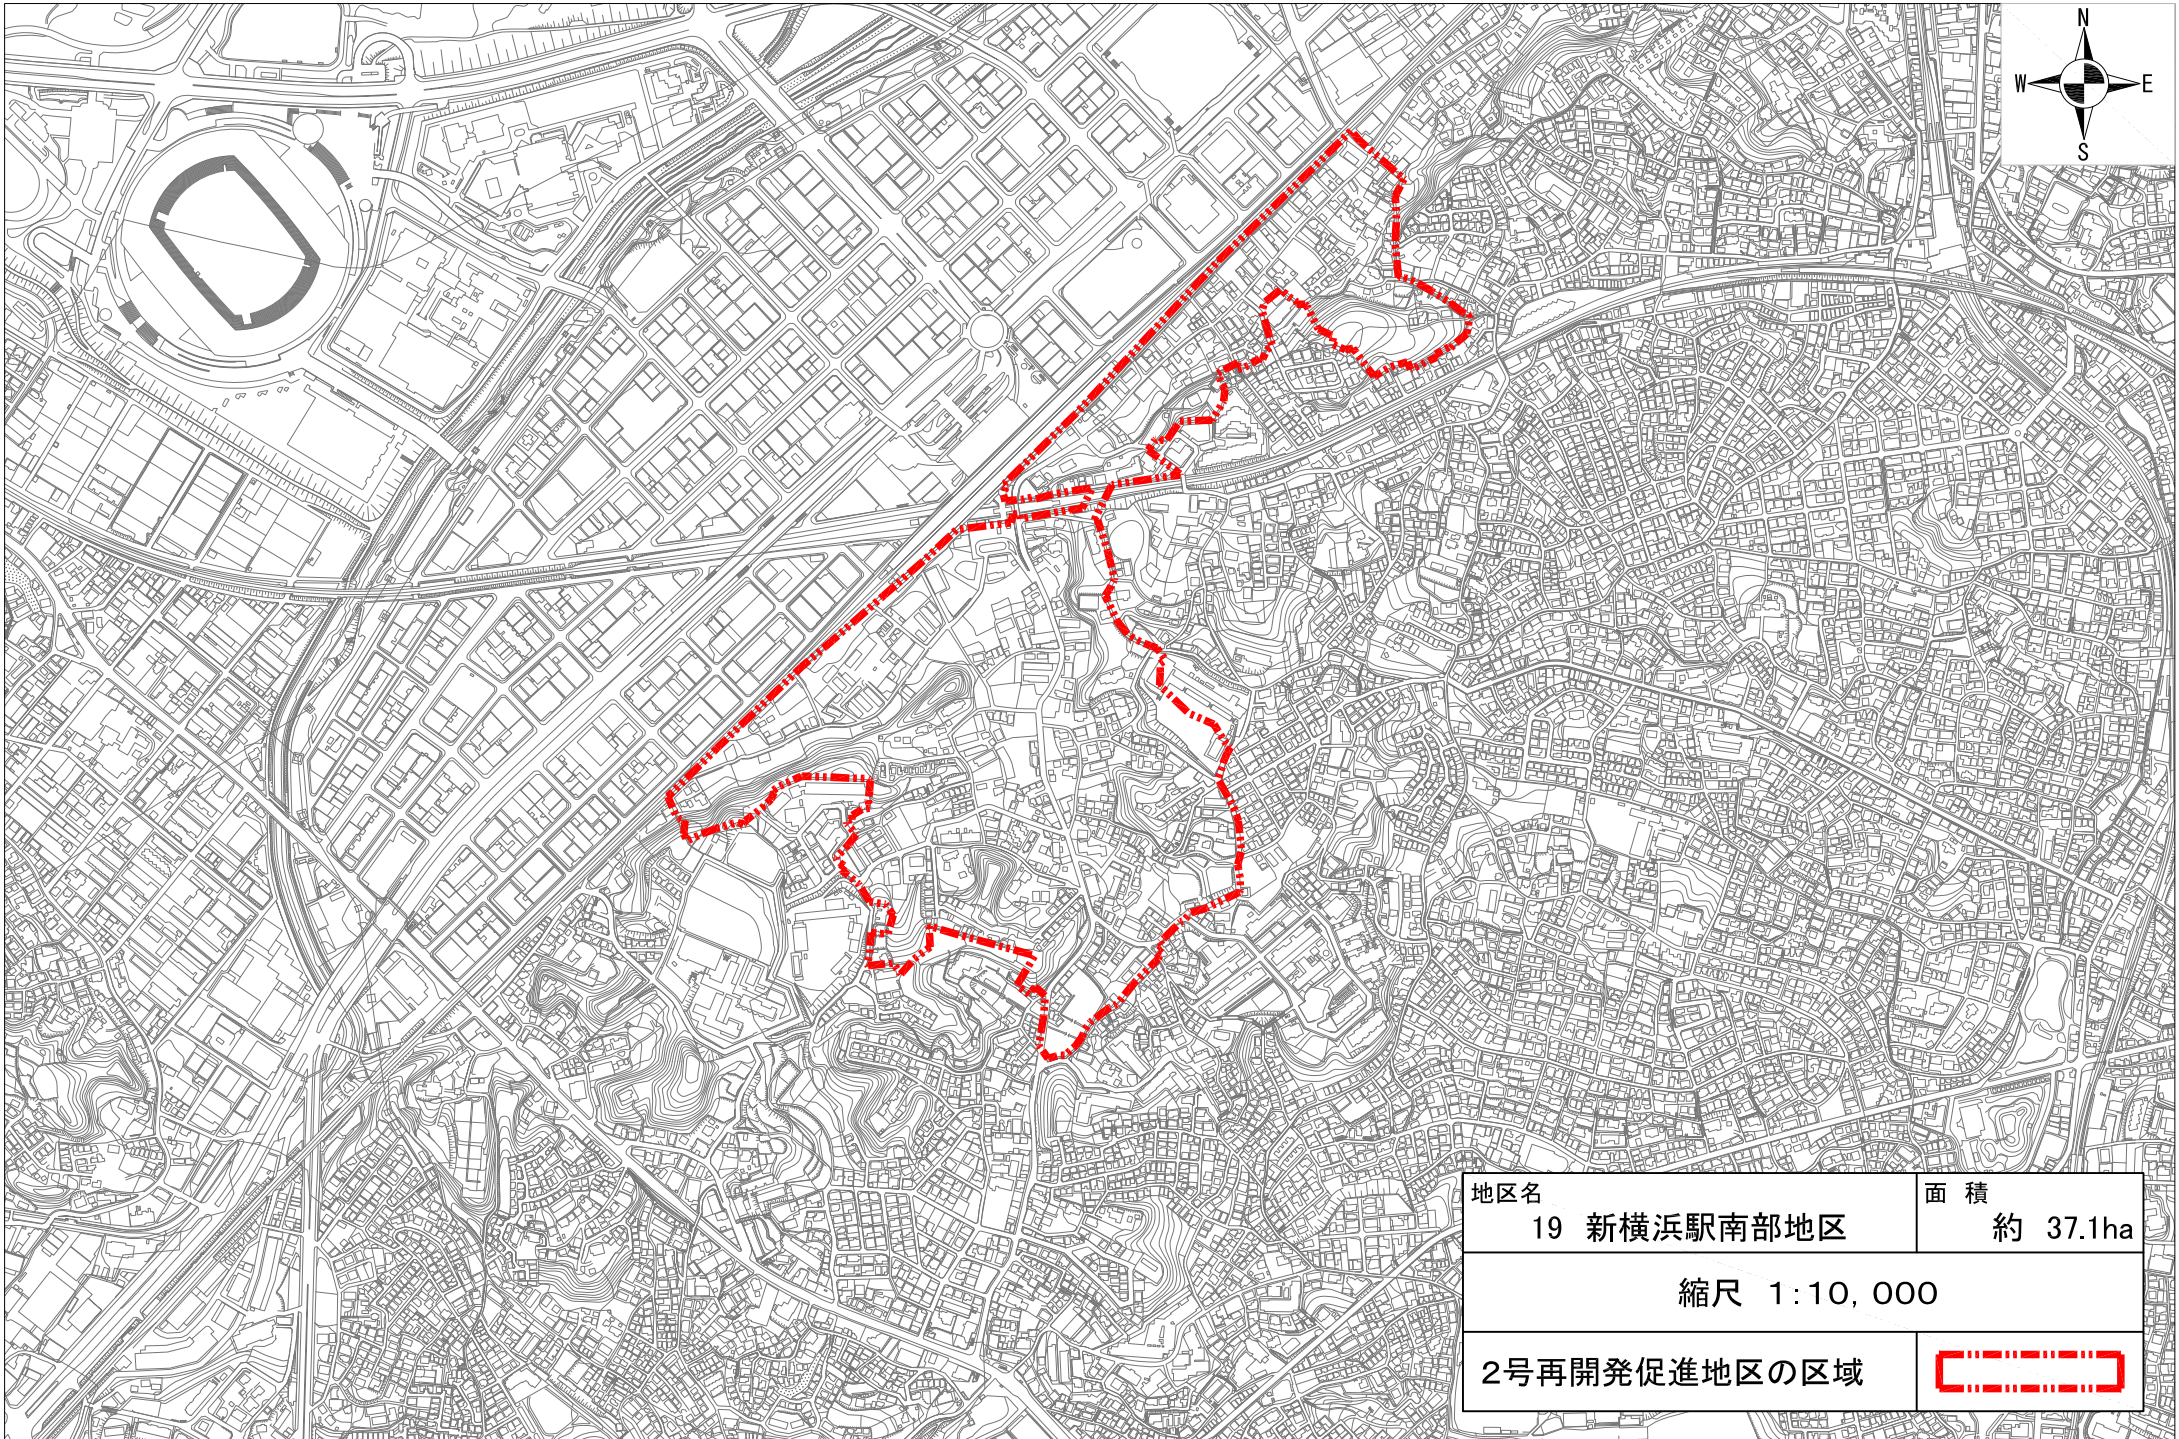 N
W E
S
地区名
19 新横浜駅南部地区
面 積
約 37.1ha
縮尺 1:10,000
2号再開発促進地区の区域